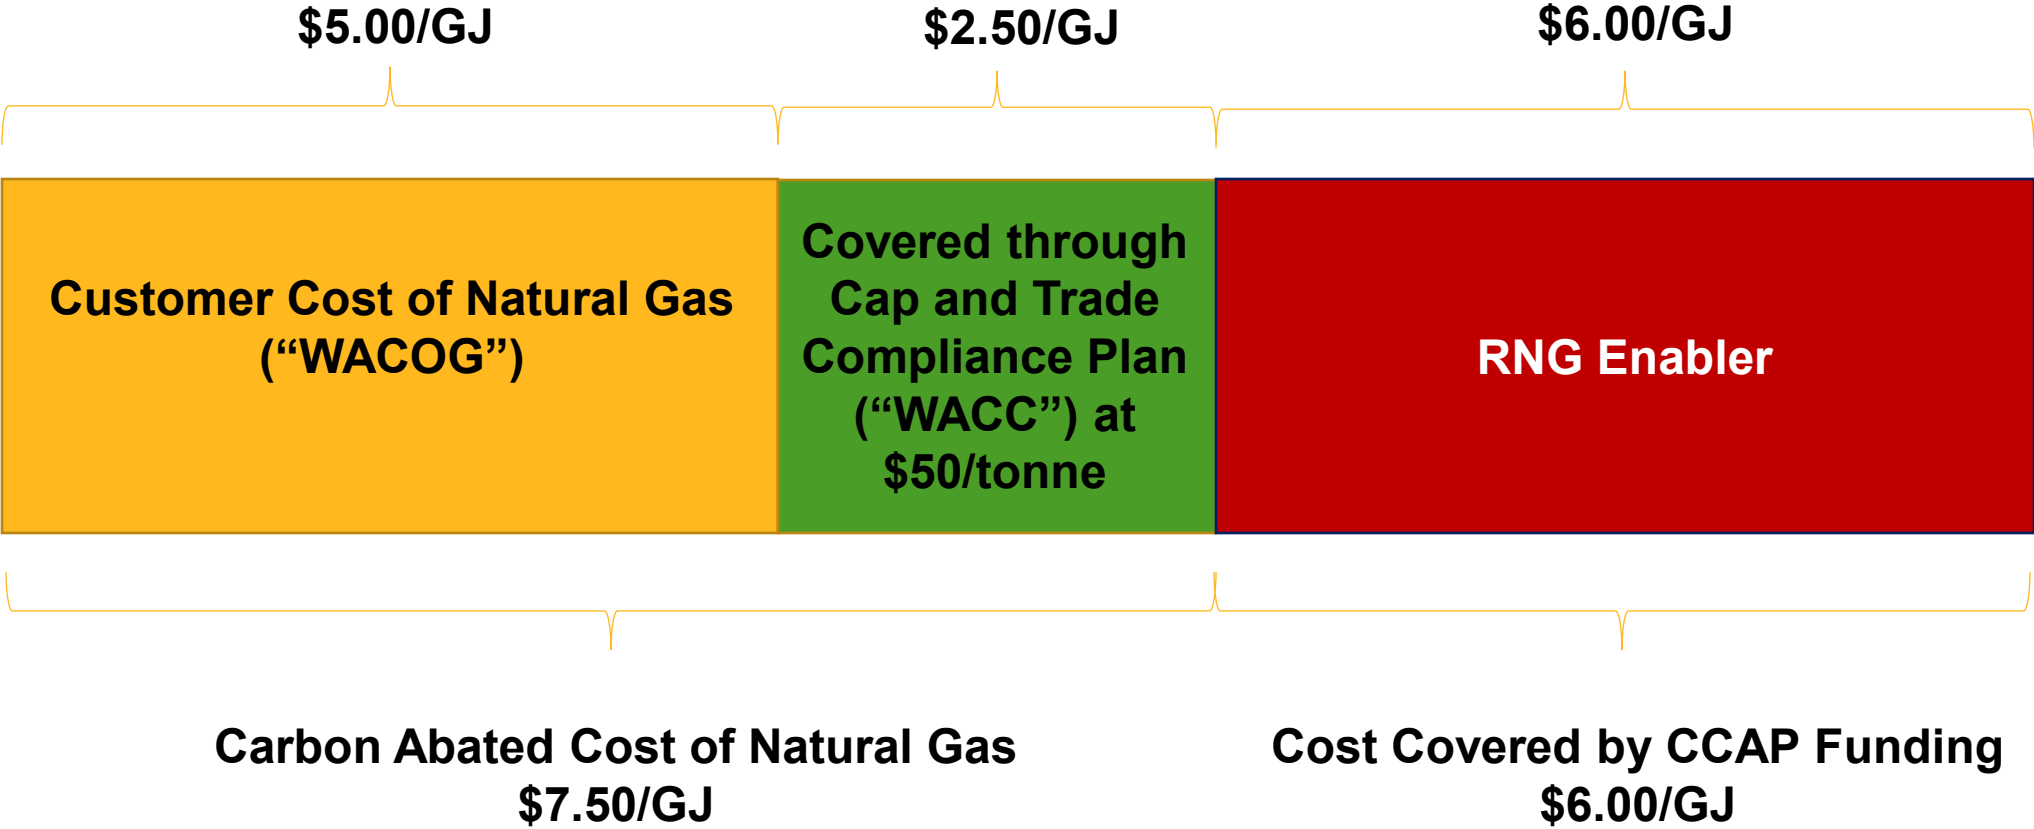 $5.00/GJ
$2.50/GJ
$6.00/GJ
Customer Cost of Natural Gas
(“WACOG”)
Covered through
Cap and Trade
Compliance Plan
(“WACC”) at
$50/tonne
RNG Enabler
Carbon Abated Cost of Natural Gas
$7.50/GJ
Cost Covered by CCAP Funding
$6.00/GJ